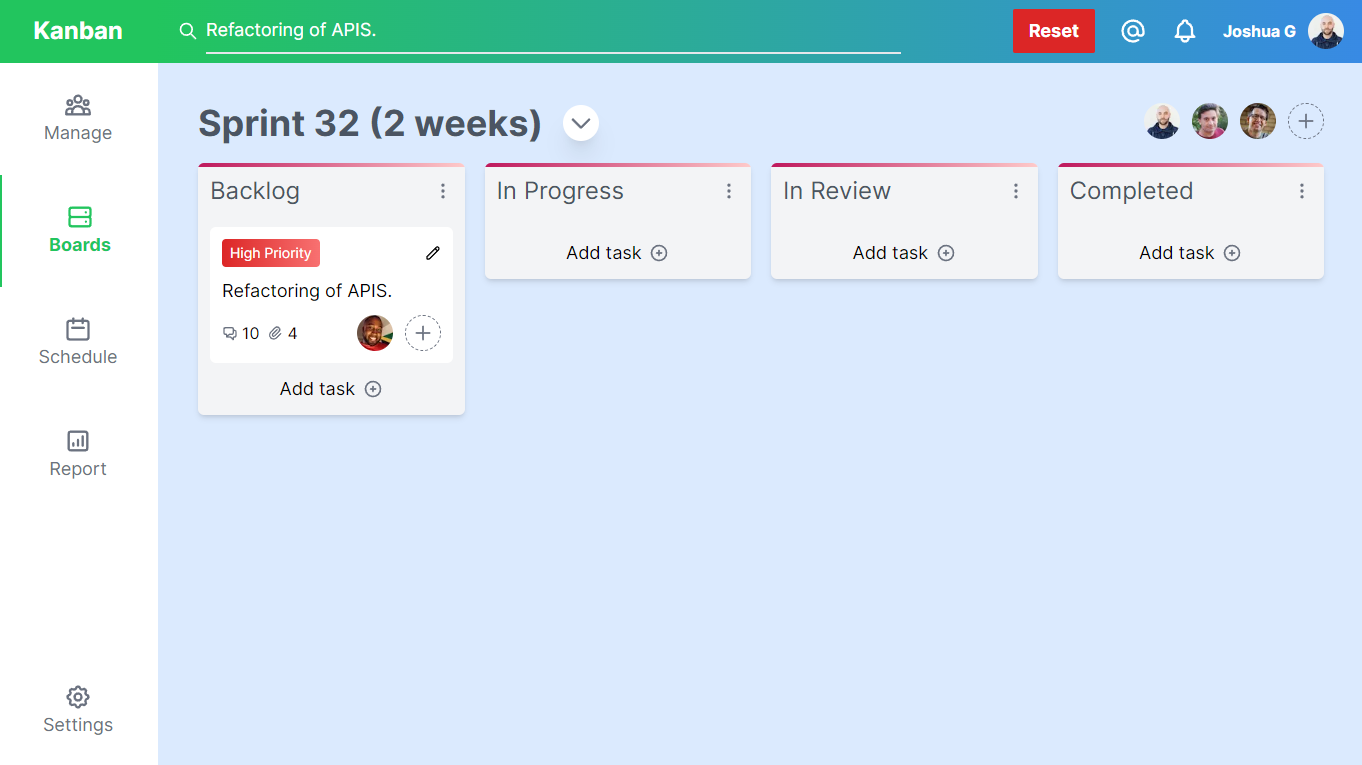 Kanban
Refactoring of APIS.
Reset
Joshua G
Manage
Boards
Schedule
Report
Settings
Sprint 32 (2 weeks)
Backlog
High Priority
Refactoring of APIS.
10 4
Add task
In Progress
Add task
In Review
Add task
Completed
Add task